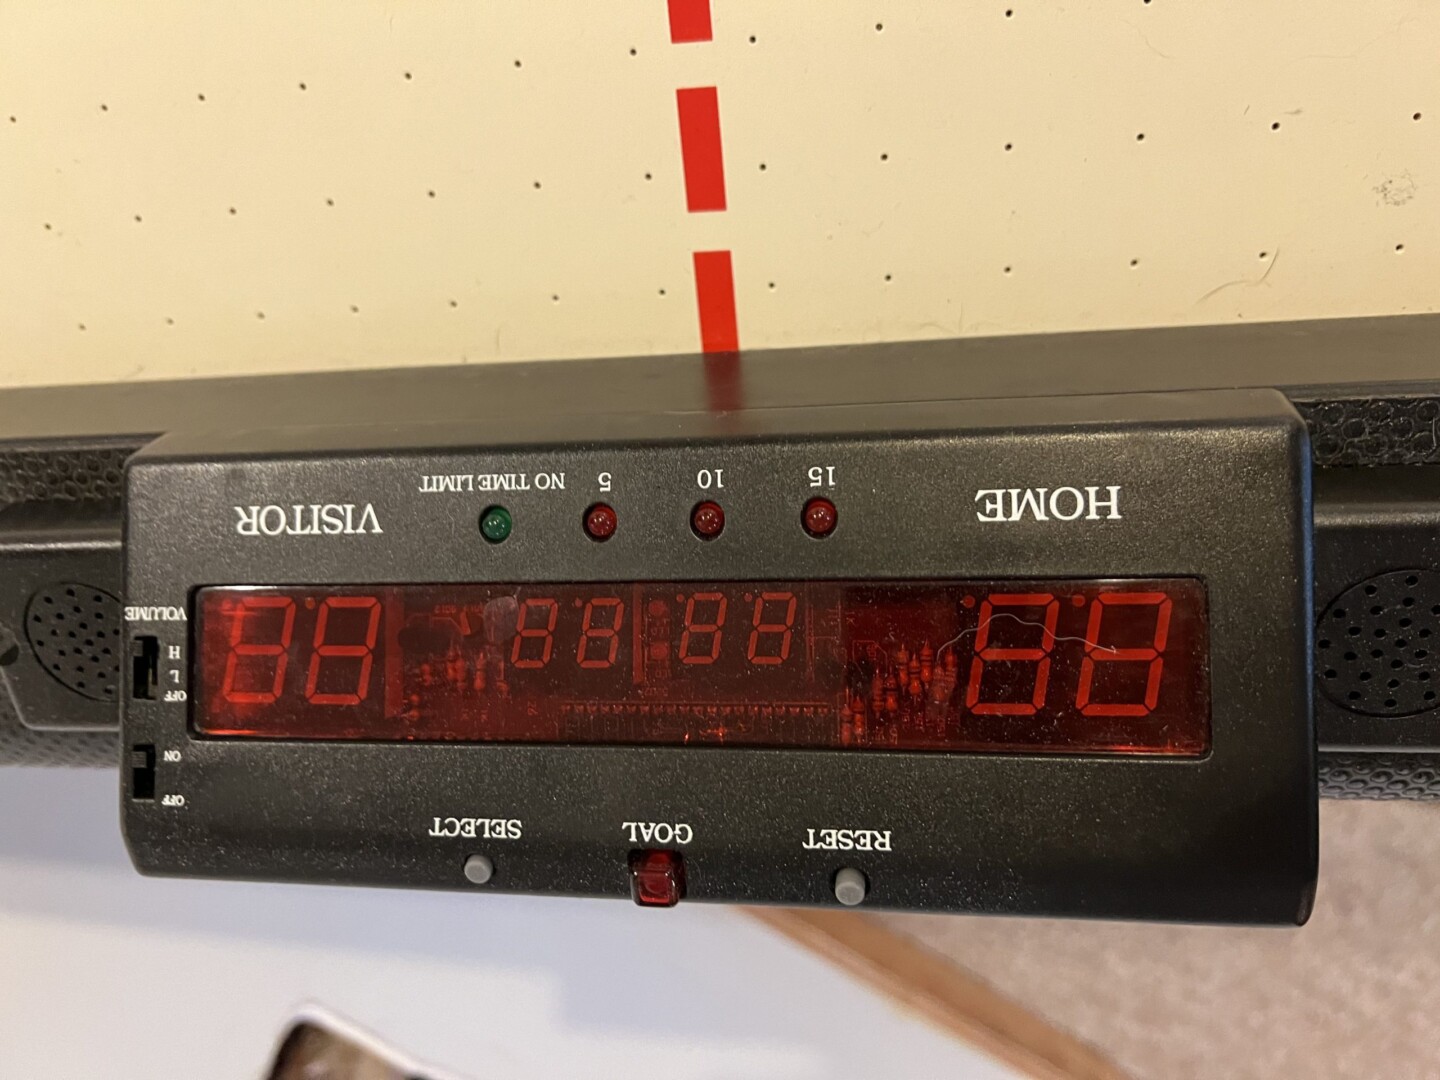 RESET
GOAL
SELECT
OFF
ON
OFF
L
H
VOLUME
HOME
15
10
5
NO TIME LIMIT
VISITOR